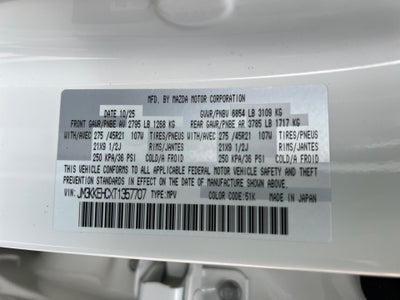 MFD. BY MAZDA MOTOR CORPORATION
DATE 10/25 GVWR/PNBV 6854 LB 3109 KG
FRONT GAWR/PNBE AV 2795 LB 1268 KG REAR GAWR/PNBE AR 3785 LB 1717 KG
WITH/AVEC 275 /45R21 107W TIRES/PNEUS WITH/AVEC 275 /45R21 107W TIRES/PNEUS
21X9 1/2J RIMS/JANTES 21X9 1/2J RIMS/JANTES
250 KPA/36 PSI COLD/A FROID 250 KPA/36 PSI COLD/A FROID
THIS VEHICLE CONFORMS TO ALL APPLICABLE FEDERAL MOTOR VEHICLE SAFETY AND THEFT
PREVENTION STANDARDS IN EFFECT ON THE DATE OF MANUFACTURE SHOWN ABOVE.
VIN: JM3KKEHCXT1357707 TYPE:MPV COLOR CODE:51K MADE IN JAPAN